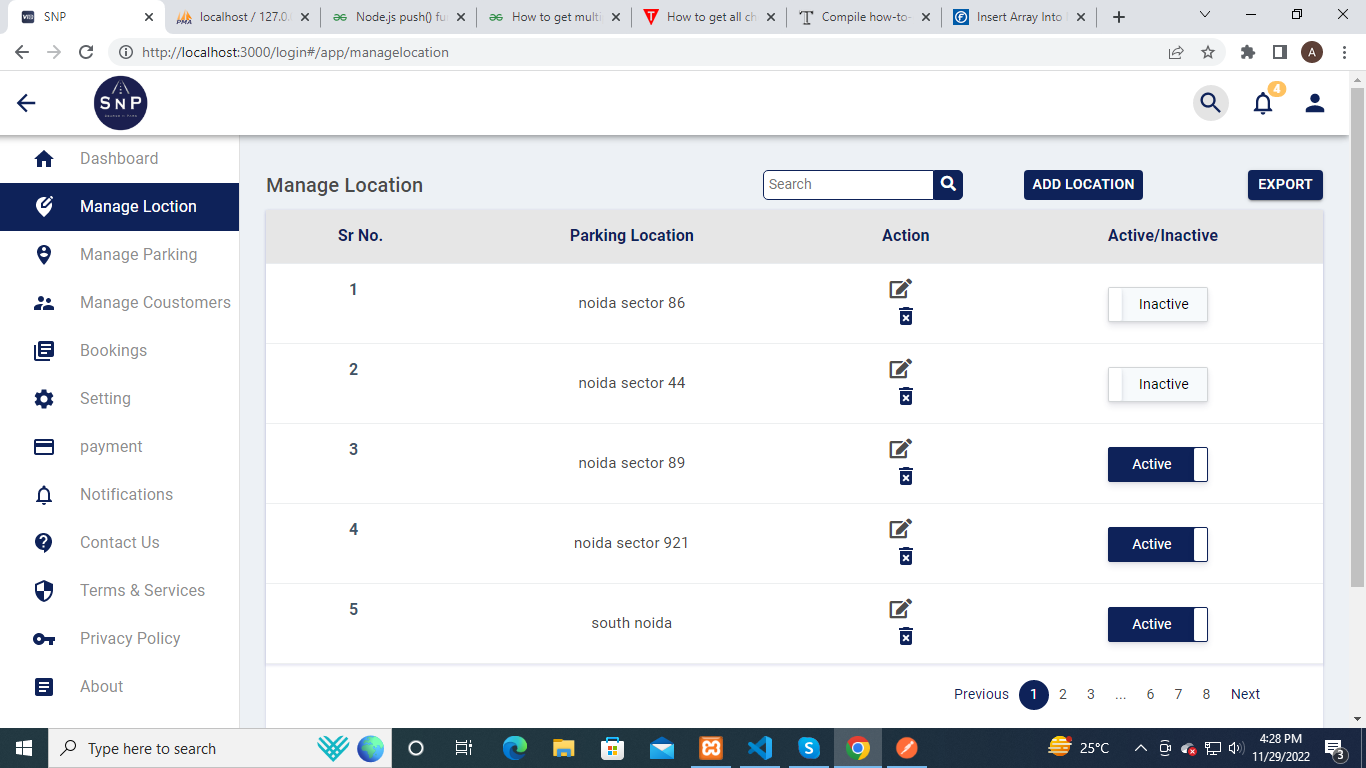 SNP
localhost / 127.0.
Node.js push() fu
How to get multi
How to get all ch
Compile how-to-
Insert Array Into
http://localhost:3000/login#/app/managelocation
A
SNP
4
Dashboard
Manage Loction
Manage Parking
Manage Coustomers
Bookings
Setting
payment
Notifications
Contact Us
Terms & Services
Privacy Policy
About
Manage Location
Search
ADD LOCATION
EXPORT
Sr No. Parking Location Action Active/Inactive
1 noida sector 86 Inactive
2 noida sector 44 Inactive
3 noida sector 89 Active
4 noida sector 921 Active
5 south noida Active
Previous 1 2 3 ... 6 7 8 Next
Type here to search
25°C
4:28 PM
11/29/2022
3